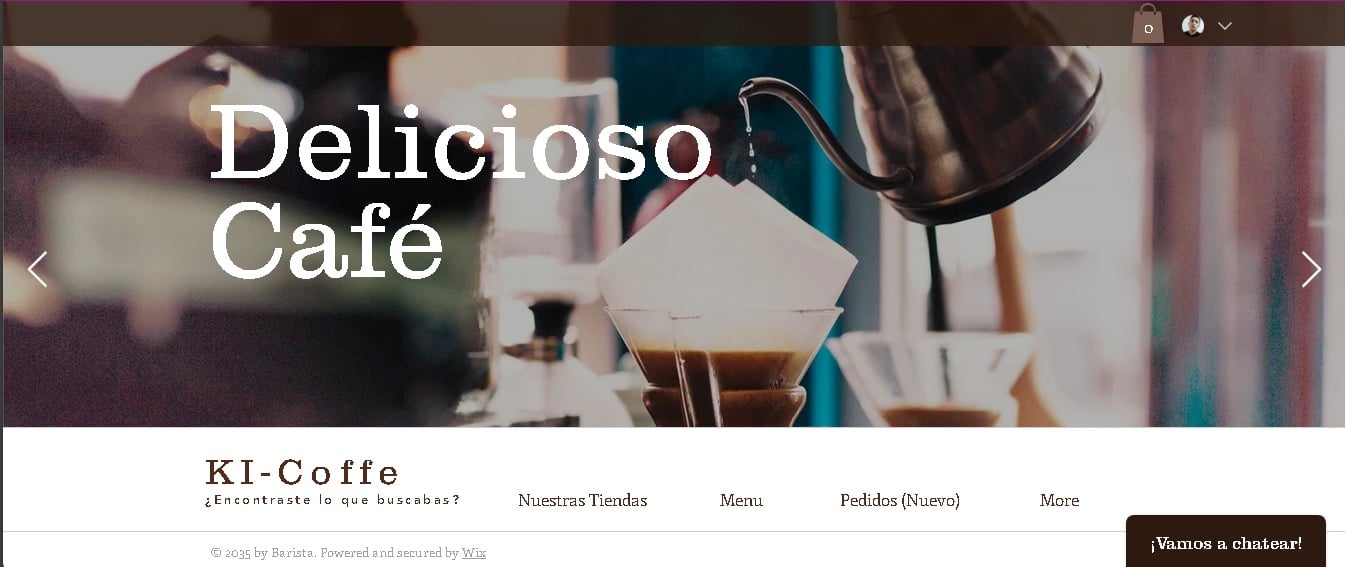 0
Delicioso
Café
KI-Coffe
¿Encontraste lo que buscabas?
Nuestras Tiendas
Menu
Pedidos (Nuevo)
More
© 2035 by Barista. Powered and secured by Wix
¡Vamos a chatear!